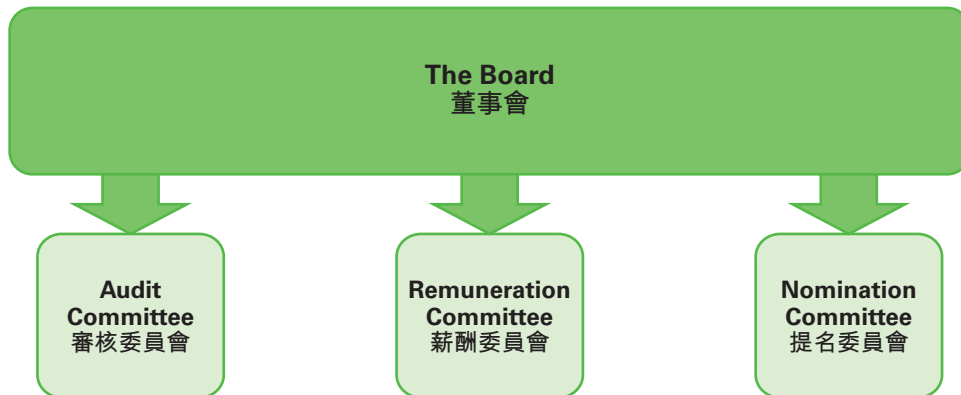 The Board
董事會
Audit
Committee
審核委員會
Remuneration
Committee
薪酬委員會
Nomination
Committee
提名委員會